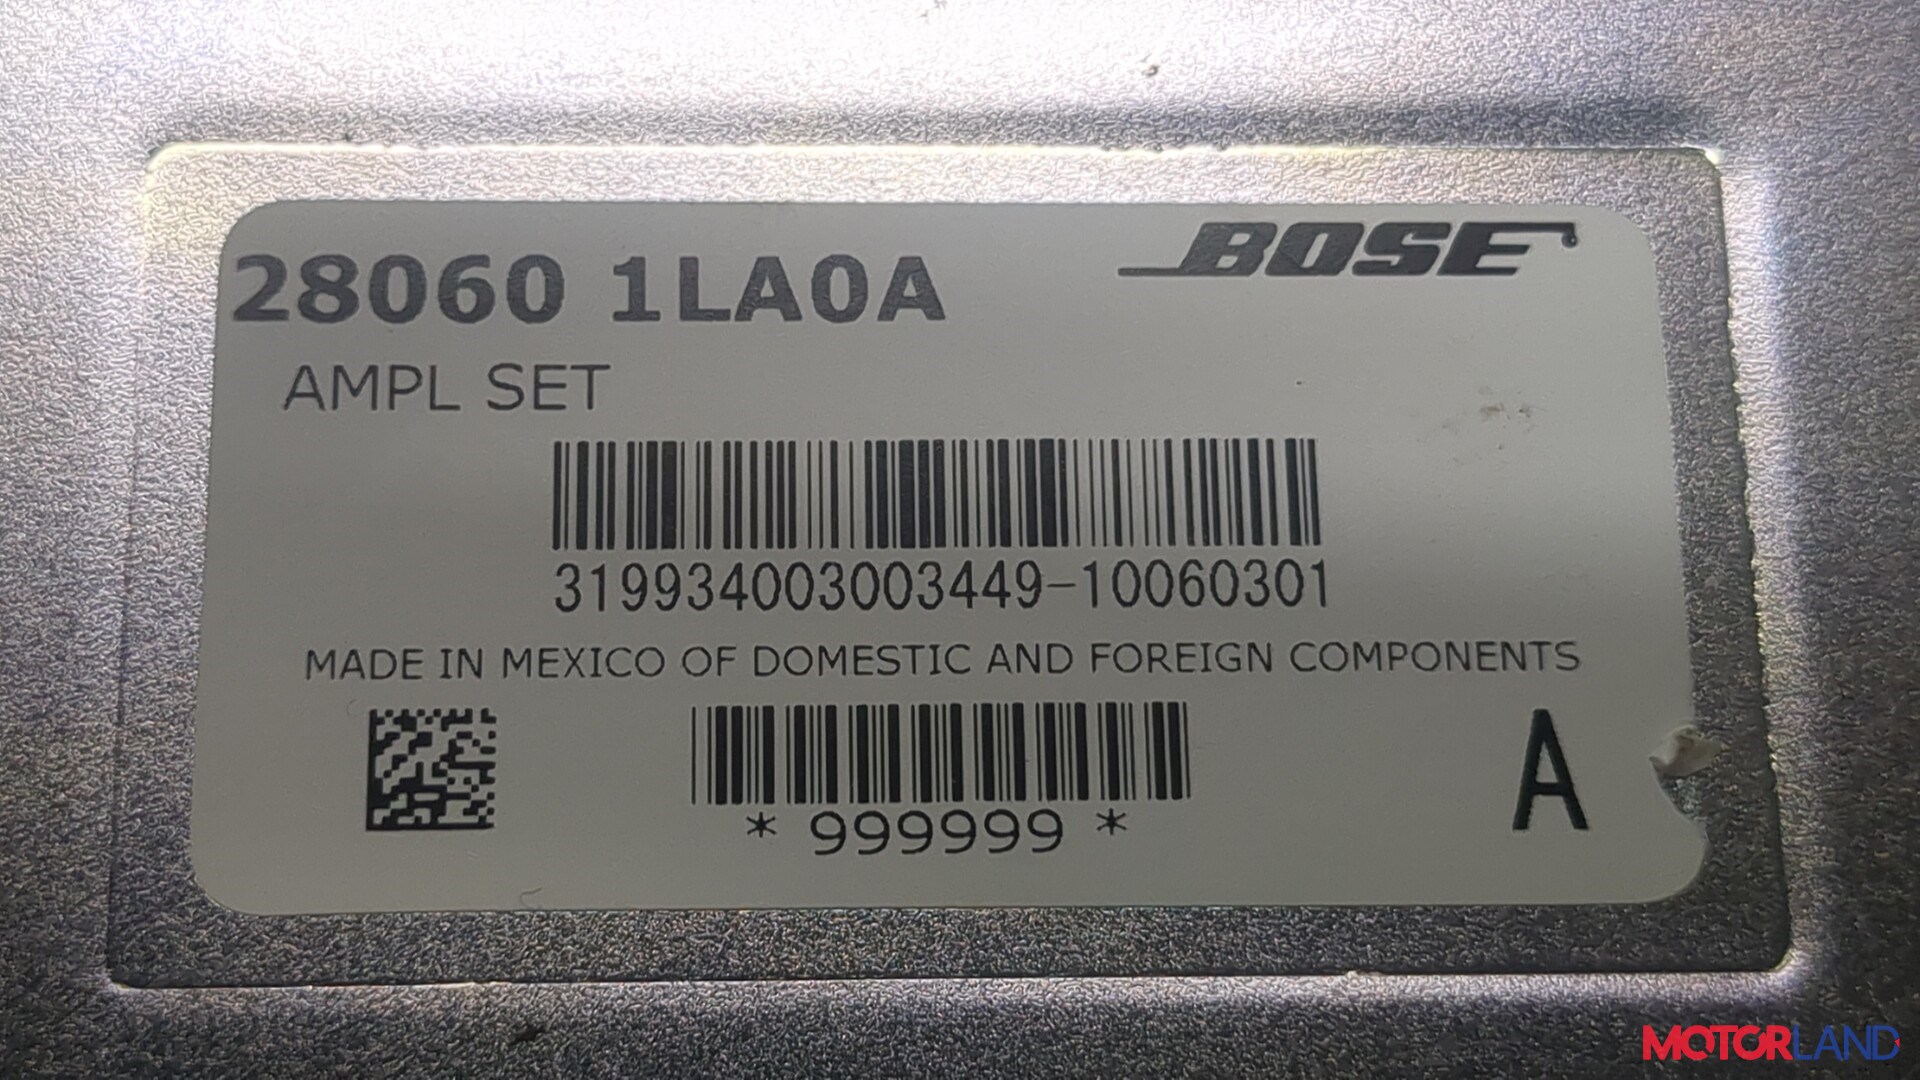 28060 1LA0A
BOSE
AMPL SET
319934003003449-10060301
MADE IN MEXICO OF DOMESTIC AND FOREIGN COMPONENTS
* 999999 *
A
MOTORLAND